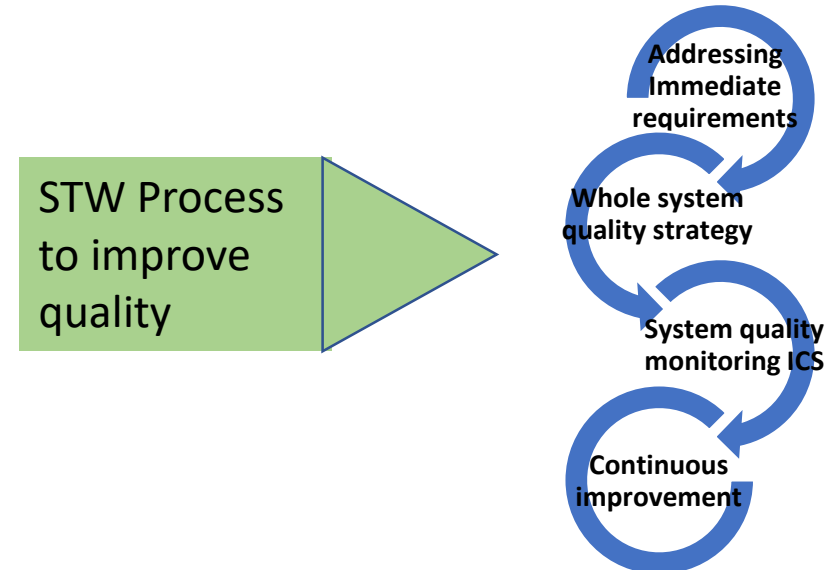 STW Process
to improve
quality
Addressing
Immediate
requirements
Whole system
quality strategy
System quality
monitoring ICS
Continuous
improvement